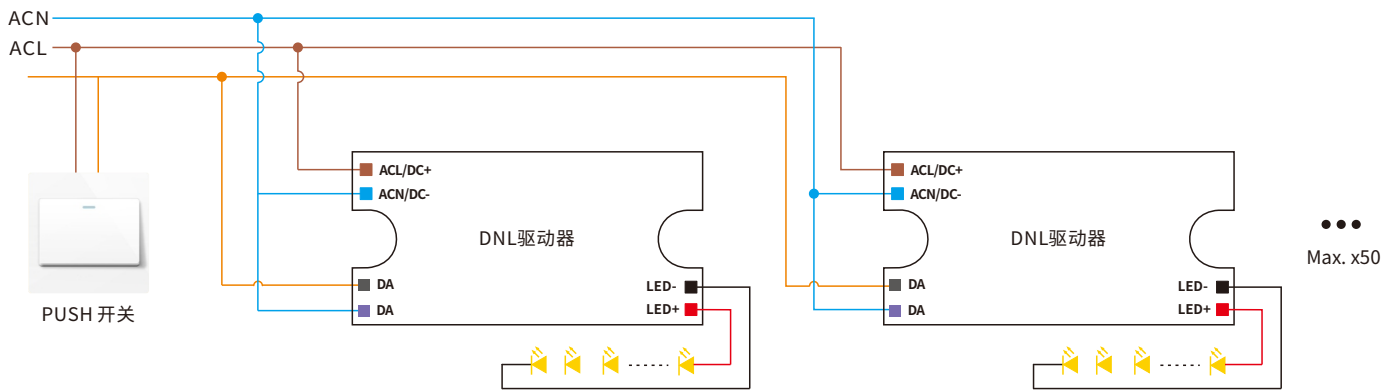 ACN
ACL
PUSH 开关
ACL/DC+
ACN/DC-
DNL驱动器
DA
DA
LED-
LED+
ACL/DC+
ACN/DC-
DNL驱动器
DA
DA
LED-
LED+
Max. x50